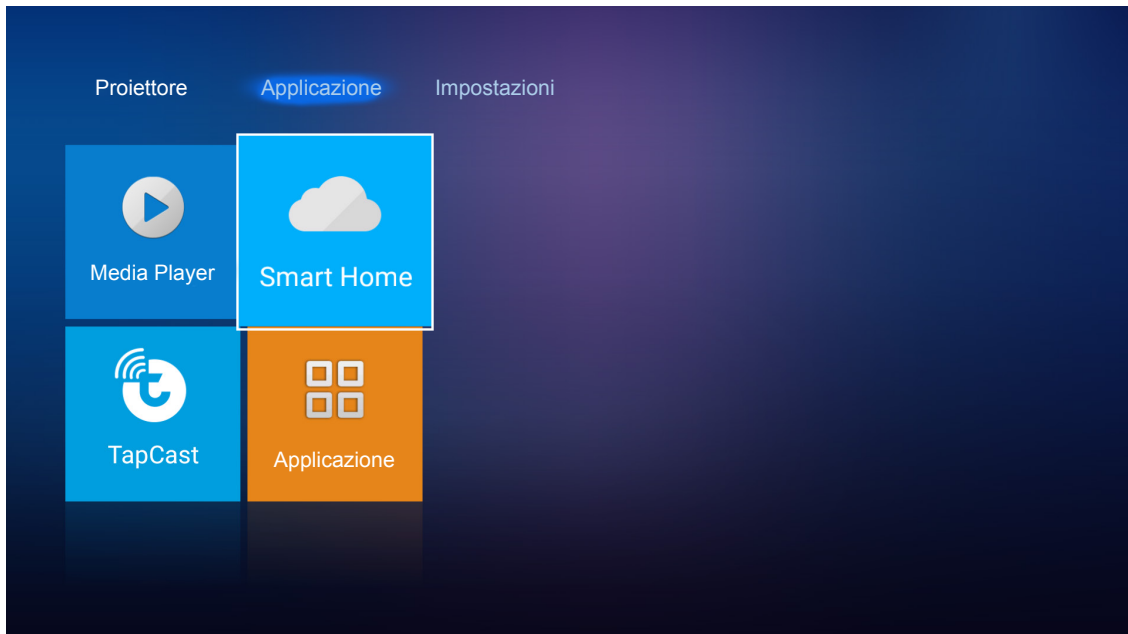 Proiettore Applicazione Impostazioni
Media Player Smart Home
TapCast Applicazione